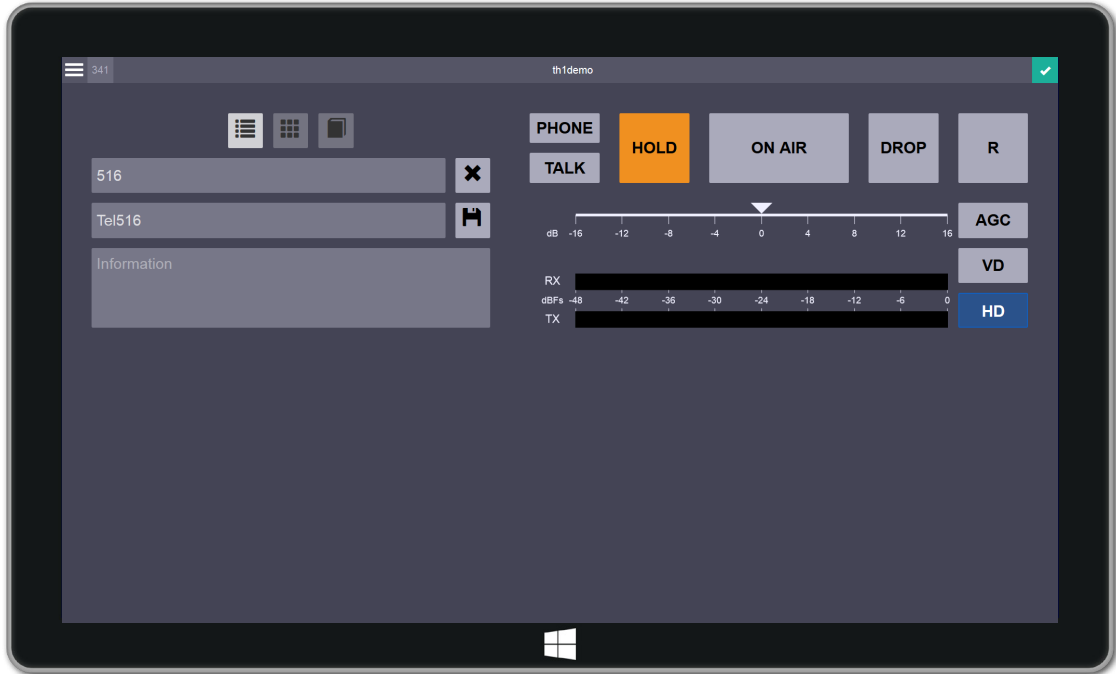 341 th1demo
516
Tel516
Information
PHONE
TALK
HOLD
ON AIR
DROP
R
dB -16 -12 -8 -4 0 4 8 12 16
AGC
VD
HD
RX
dBFs -48 -42 -36 -30 -24 -18 -12 -6 0
TX